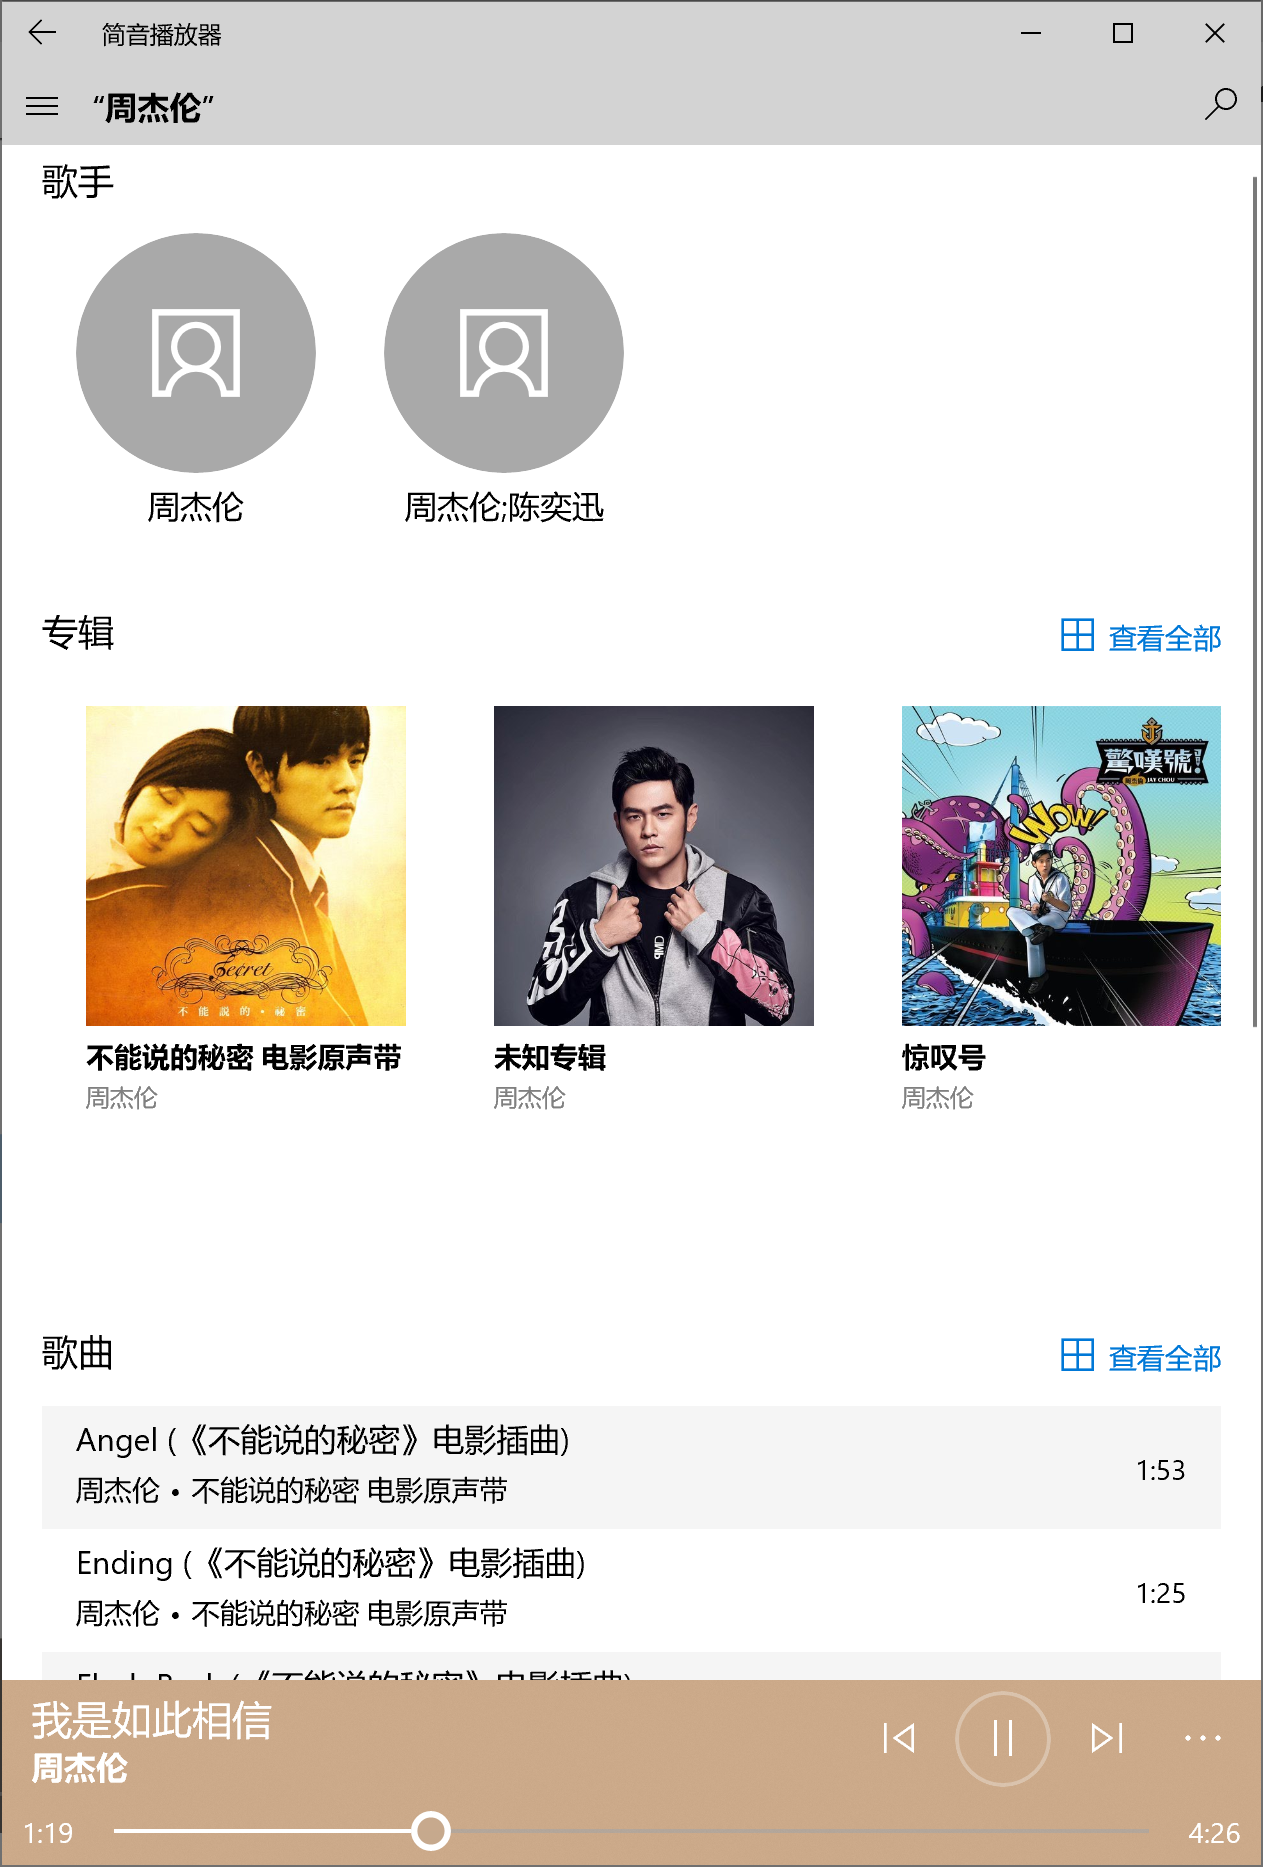 简音播放器
“周杰伦”
歌手
周杰伦
周杰伦;陈奕迅
专辑
查看全部
Secret
不能說的·祕密
驚嘆號!
周杰倫 JAY CHOU
WOW!
不能说的秘密 电影原声带
未知专辑
惊叹号
周杰伦
周杰伦
周杰伦
歌曲
查看全部
Angel (《不能说的秘密》电影插曲)
周杰伦 • 不能说的秘密 电影原声带
1:53
Ending (《不能说的秘密》电影插曲)
周杰伦 • 不能说的秘密 电影原声带
1:25
我是如此相信
周杰伦
1:19
4:26